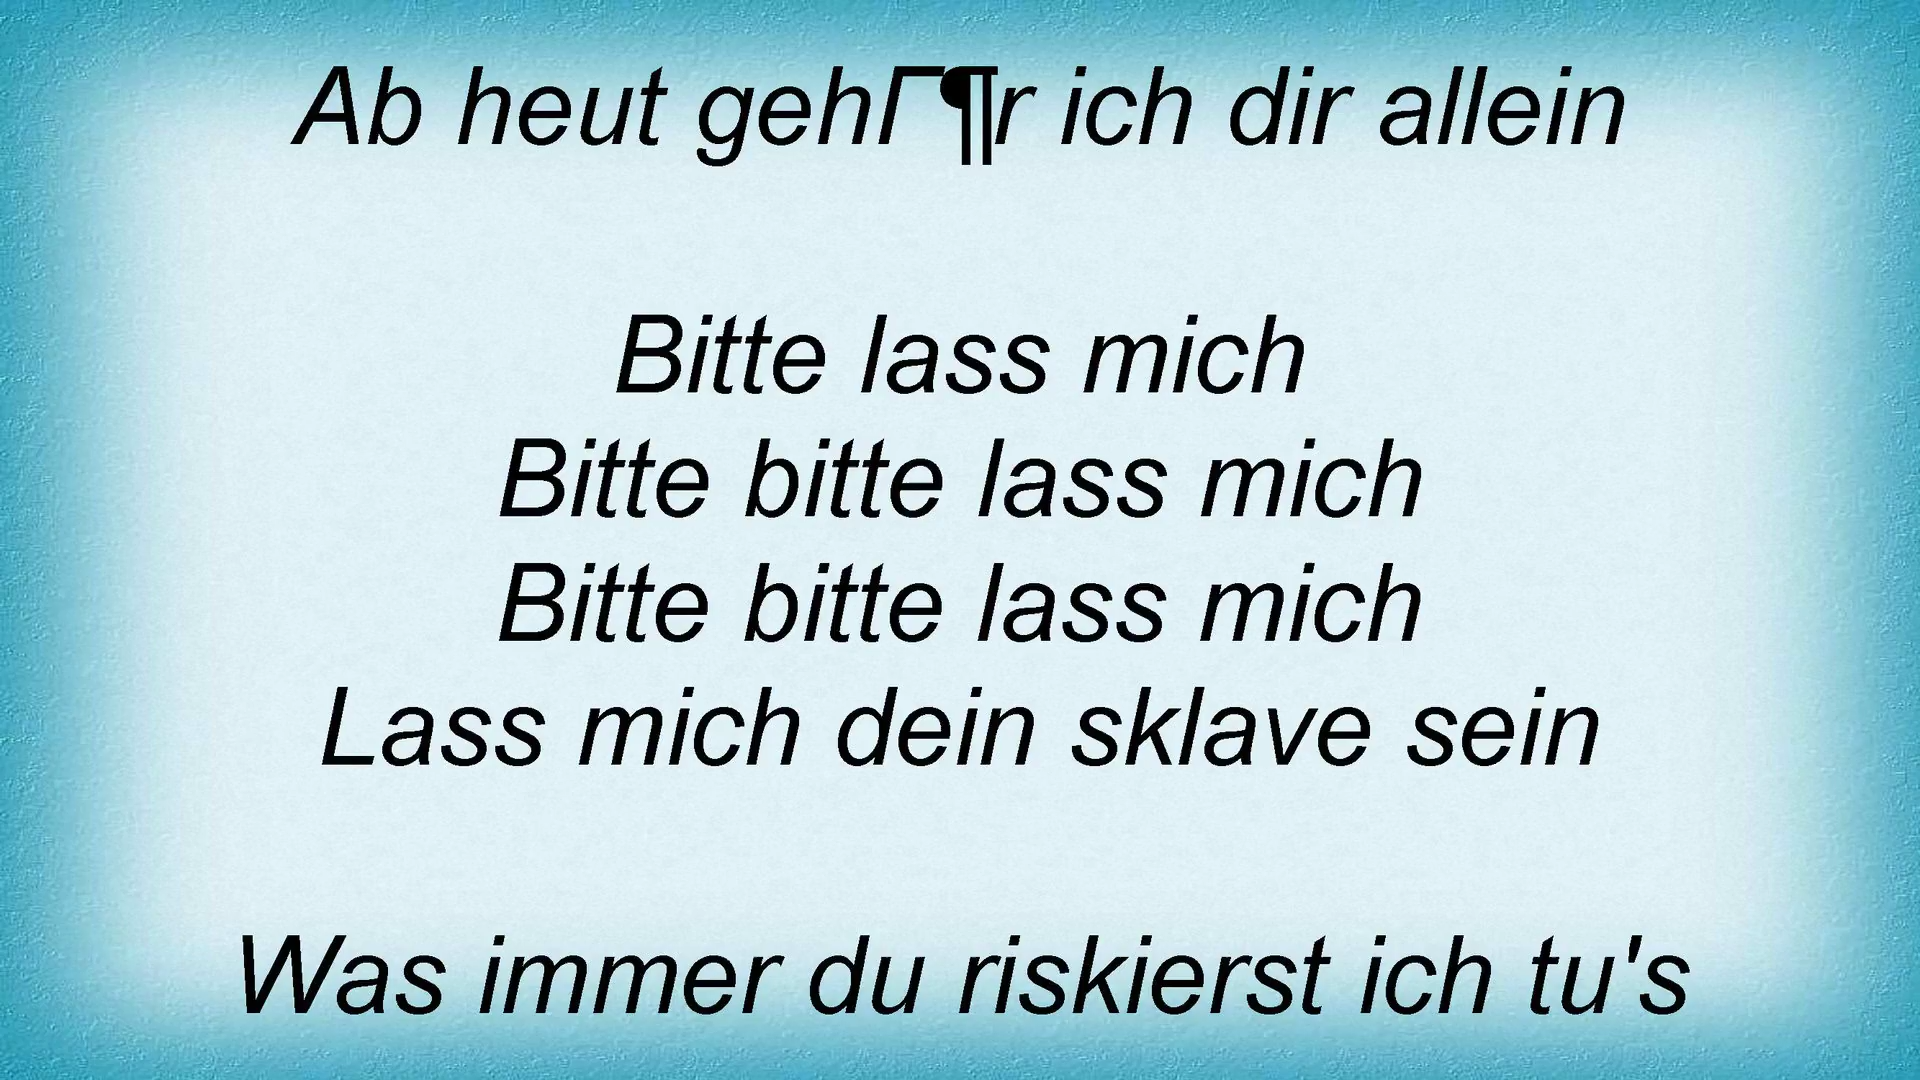 Ab heut gehГ¶r ich dir allein
Bitte lass mich
Bitte bitte lass mich
Bitte bitte lass mich
Lass mich dein sklave sein
Was immer du riskierst ich tu's